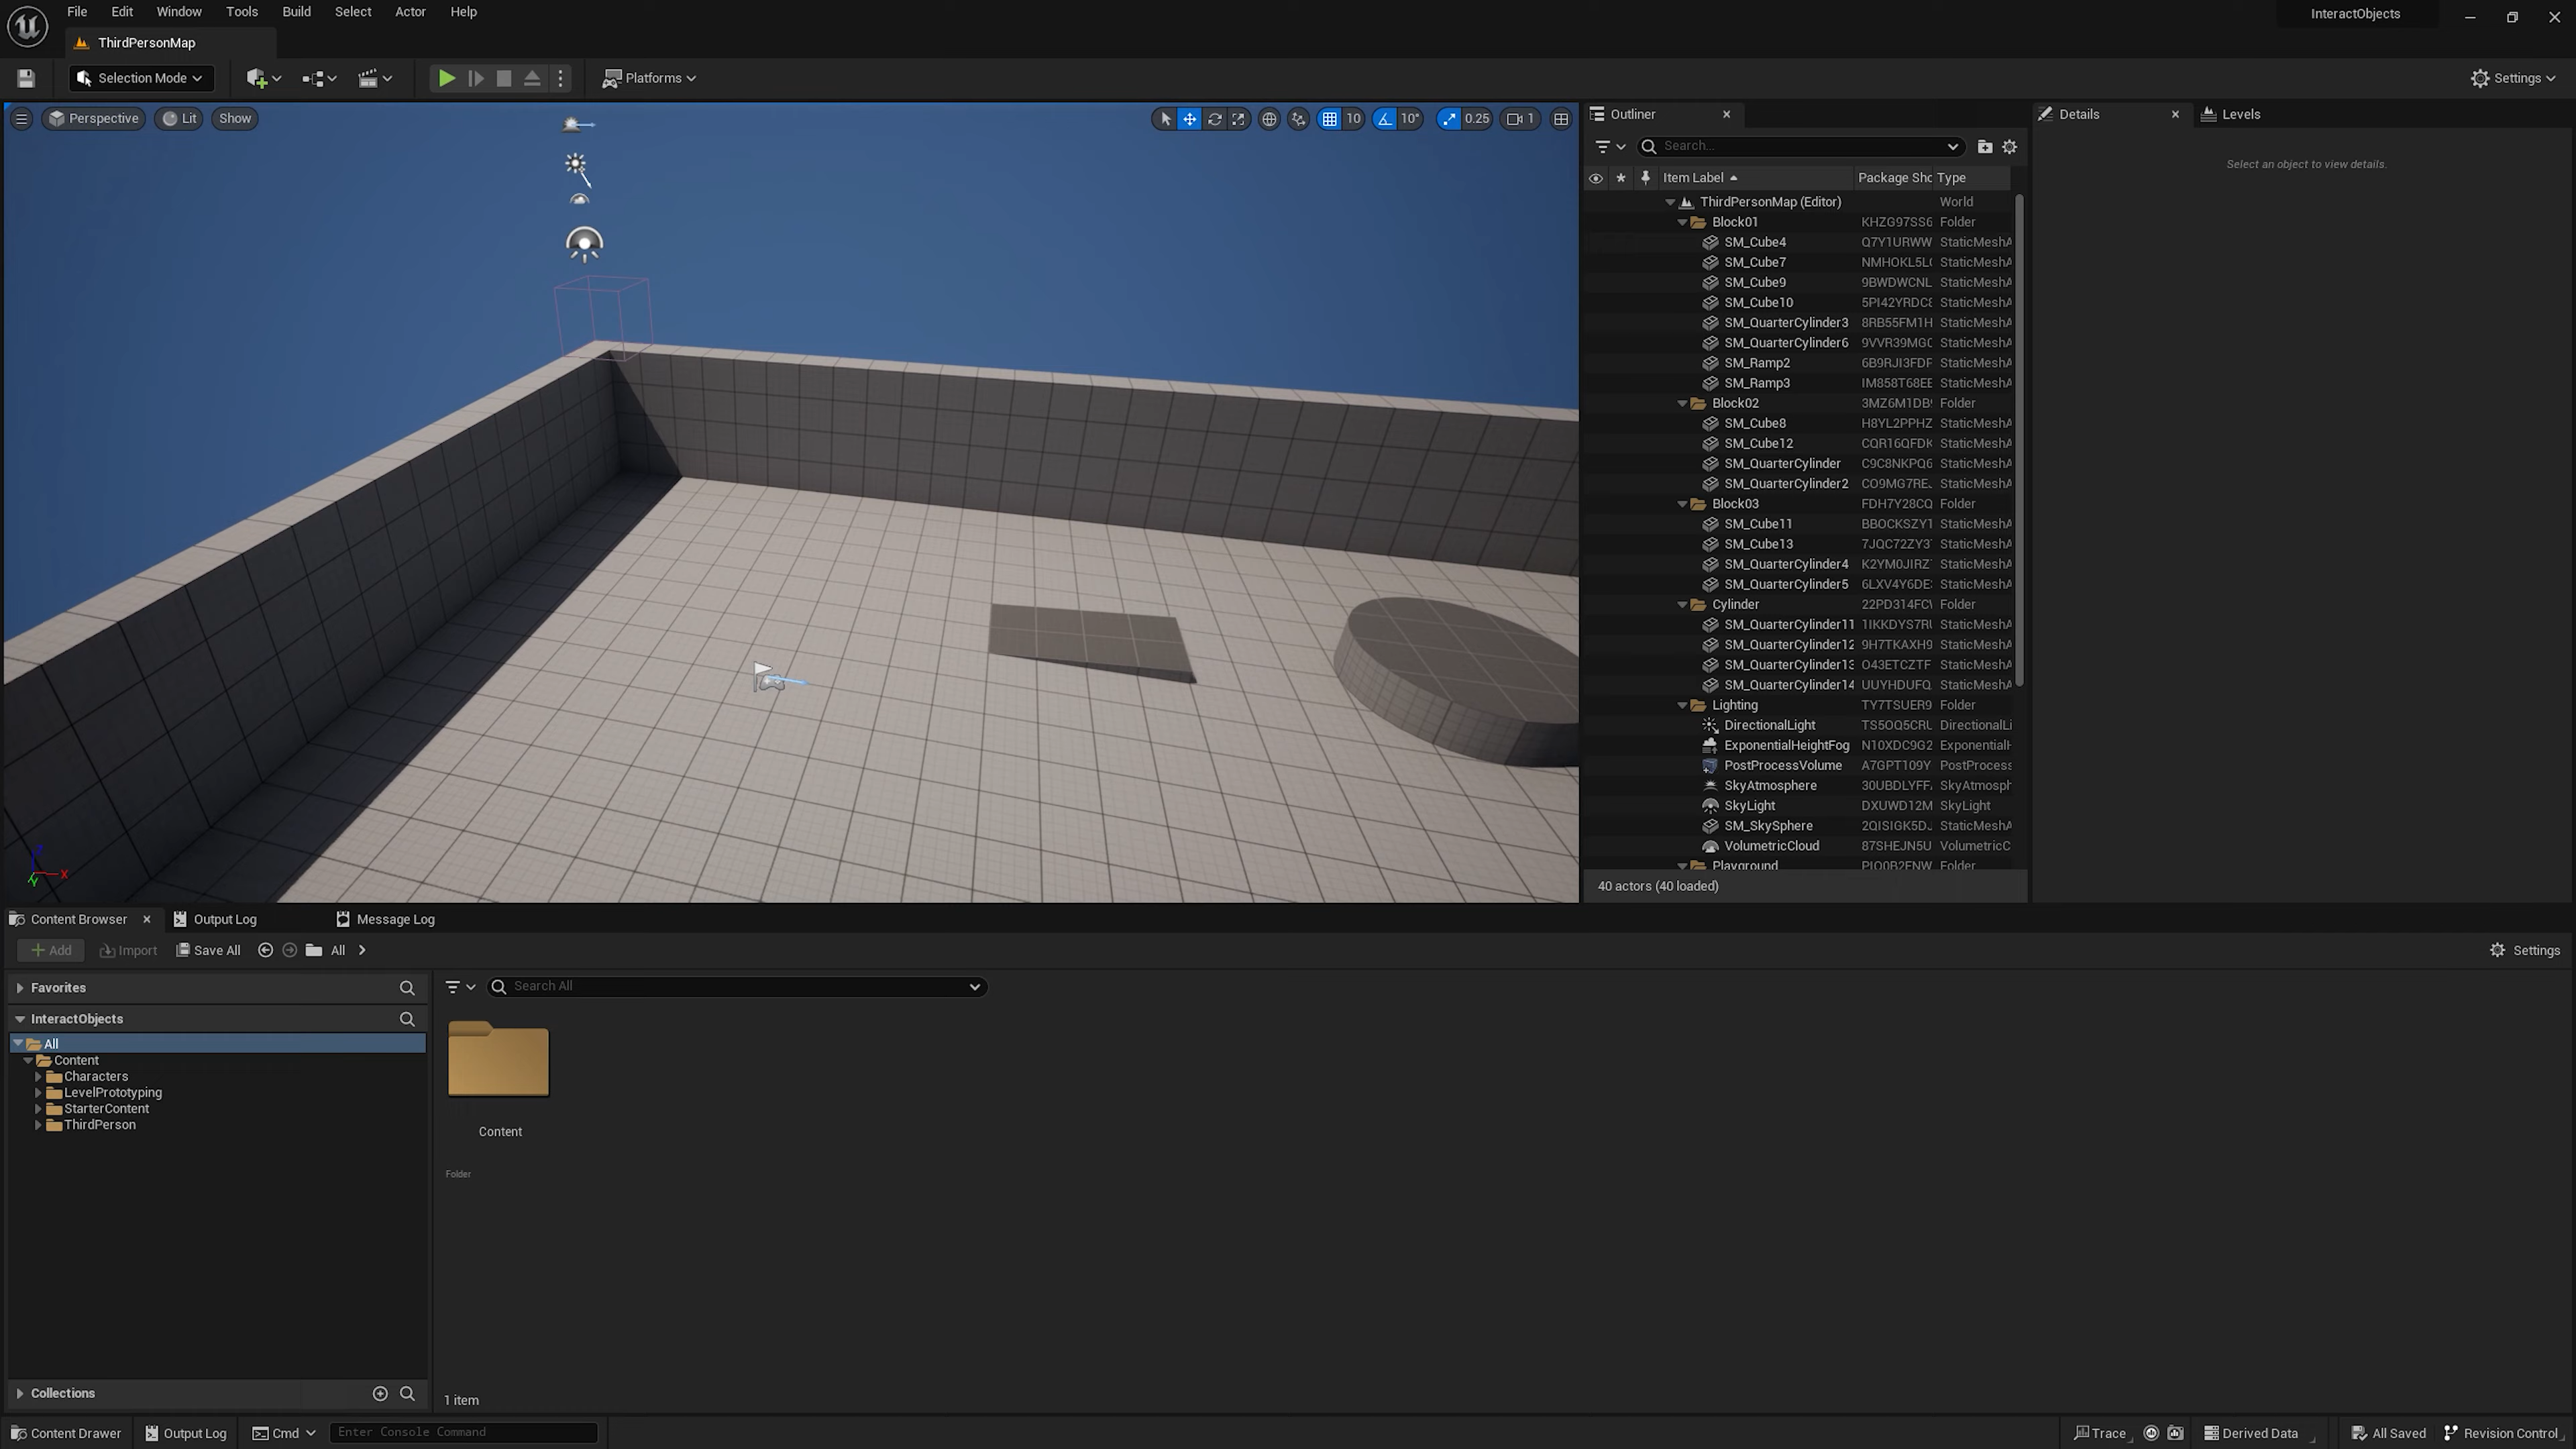 File Edit Window Tools Build Select Actor Help
InteractObjects
ThirdPersonMap
Selection Mode
Platforms
Settings
Perspective Lit Show
10 10° 0.25 1
Outliner
Details
Levels
Search...
Select an object to view details.
Item Label Package Sho Type
ThirdPersonMap (Editor) World
Block01 KHZG97SS6 Folder
SM_Cube4 Q7Y1URWW StaticMeshA
SM_Cube7 NMHOKL5L StaticMeshA
SM_Cube9 9BWDWCNL StaticMeshA
SM_Cube10 5PI42YRDC StaticMeshA
SM_QuarterCylinder3 8RB55FM1H StaticMeshA
SM_QuarterCylinder6 9VVR39MG StaticMeshA
SM_Ramp2 6B9RJI3FDF StaticMeshA
SM_Ramp3 IM858T68EE StaticMeshA
Block02 3MZ6M1DB Folder
SM_Cube8 H8YL2PPHZ StaticMeshA
SM_Cube12 CQR16QFDK StaticMeshA
SM_QuarterCylinder C9C8NKPQ6 StaticMeshA
SM_QuarterCylinder2 CO9MG7RE StaticMeshA
Block03 FDH7Y28CQ Folder
SM_Cube11 BBOCKSZY1 StaticMeshA
SM_Cube13 7JQC72ZY3 StaticMeshA
SM_QuarterCylinder4 K2YM0JIRZ StaticMeshA
SM_QuarterCylinder5 6LXV4Y6DE StaticMeshA
Cylinder 22PD314FC Folder
SM_QuarterCylinder11 1IKKDYS7R StaticMeshA
SM_QuarterCylinder12 9H7TKAXH9 StaticMeshA
SM_QuarterCylinder13 O43ETCZTF StaticMeshA
SM_QuarterCylinder14 UUYHDUFQ StaticMeshA
Lighting TY7TSUER9 Folder
DirectionalLight TS5OQ5CRL DirectionalLi
ExponentialHeightFog N10XDC9G2 Exponential
PostProcessVolume A7GPT109Y PostProcess
SkyAtmosphere 30UBDLYFF SkyAtmosph
SkyLight DXUWD12M SkyLight
SM_SkySphere 2QISIGK5D StaticMeshA
VolumetricCloud 87SHEJN5U VolumetricC
Playground PIO0B2FNW Folder
40 actors (40 loaded)
Z
X
Y
Content Browser
Output Log
Message Log
Add Import Save All All
Settings
Favorites
Search All
InteractObjects
All
Content
Characters
LevelPrototyping
StarterContent
ThirdPerson
Content
Folder
Collections
1 item
Content Drawer Output Log Cmd Enter Console Command
Trace Derived Data All Saved Revision Control